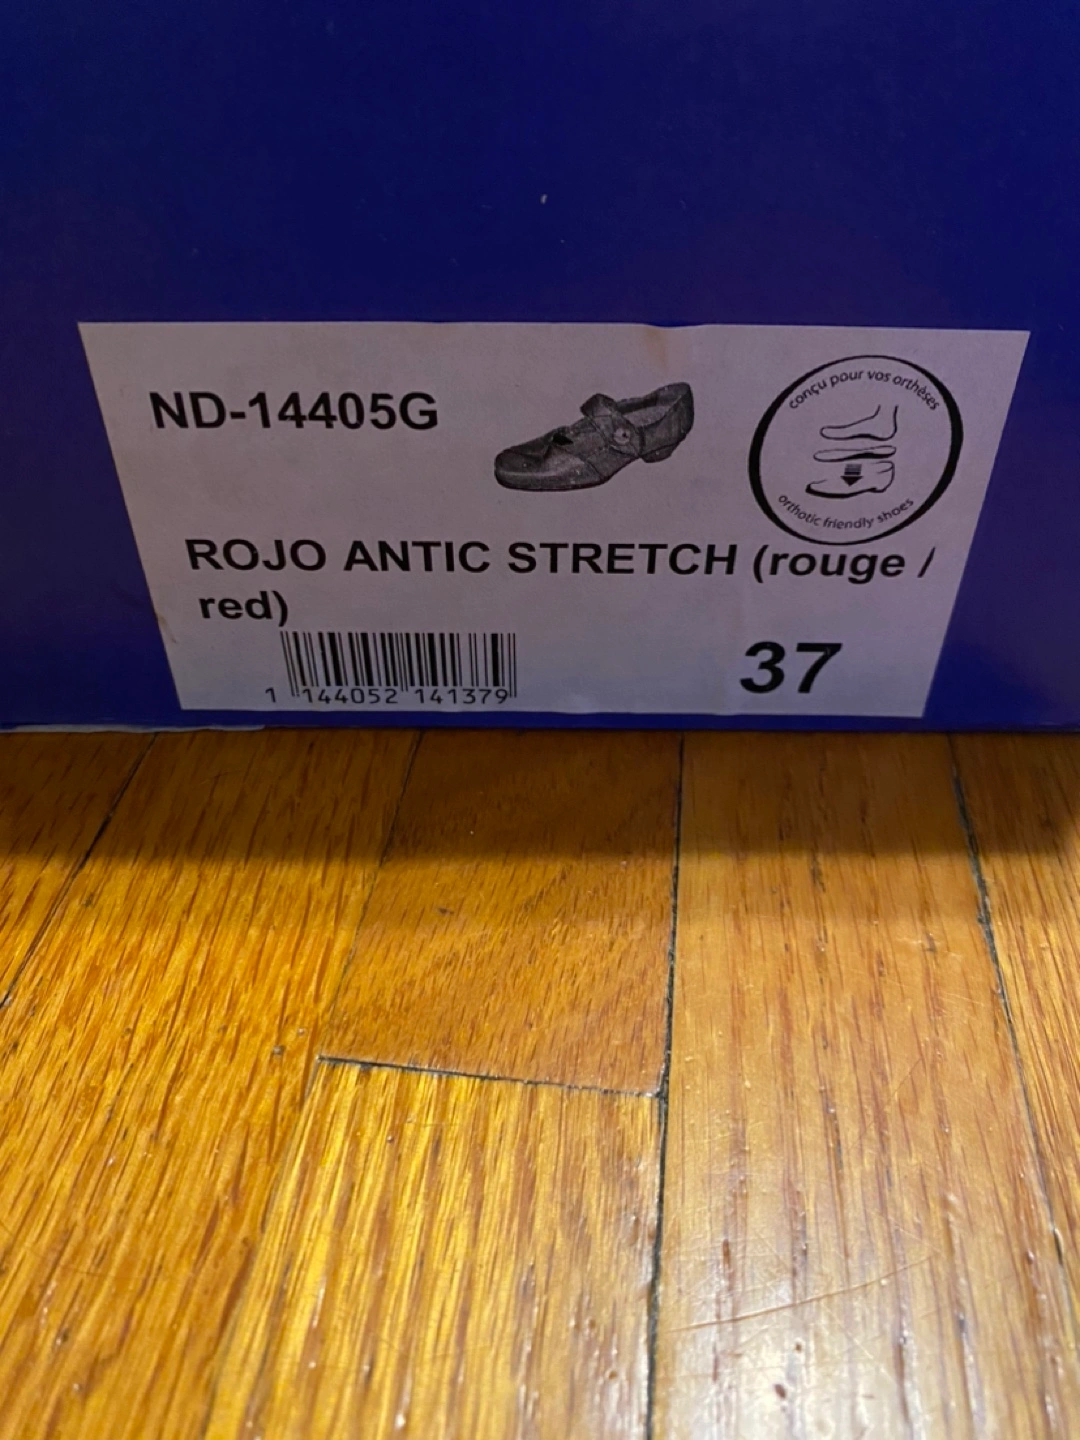 ND-14405G
conçu pour vos orthèses
orthotic friendly shoes
ROJO ANTIC STRETCH (rouge /
red)
1 144052 141379
37